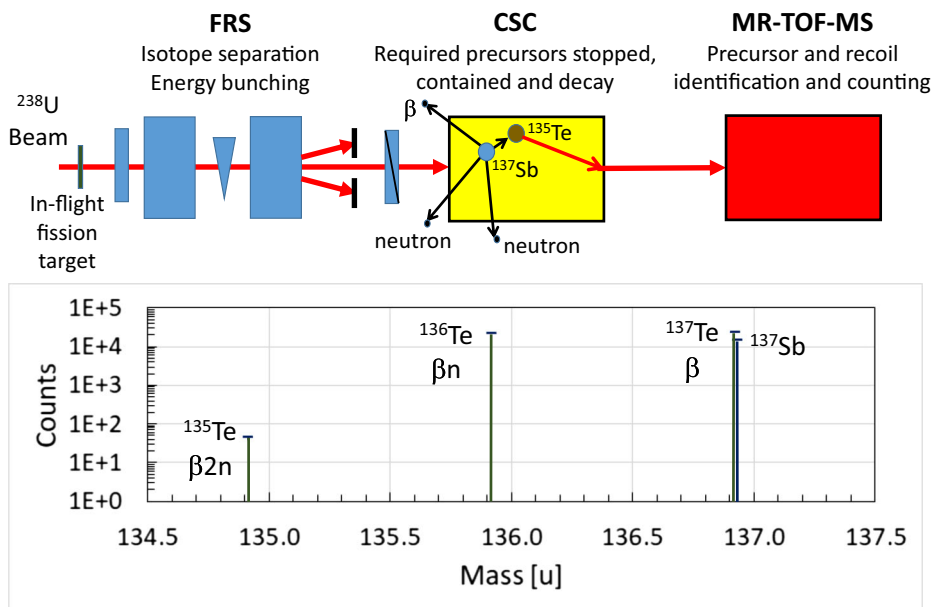 FRS
Isotope separation
Energy bunching
CSC
Required precursors stopped,
contained and decay
MR-TOF-MS
Precursor and recoil
identification and counting
²³⁸U
Beam
In-flight
fission
target
β
¹³⁵Te
¹³⁷Sb
neutron
neutron
Counts
1E+5
1E+4
1E+3
1E+2
1E+1
1E+0
¹³⁵Te
β2n
¹³⁶Te
βn
¹³⁷Te
β
¹³⁷Sb
134.5 135.0 135.5 136.0 136.5 137.0 137.5
Mass [u]